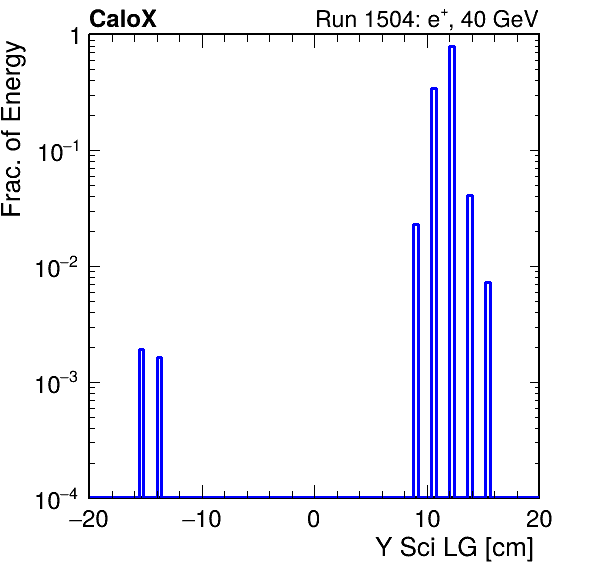 CaloX Run 1504: e⁺, 40 GeV
Frac. of Energy
1
10⁻¹
10⁻²
10⁻³
10⁻⁴
−20 −10 0 10 20
Y Sci LG [cm]